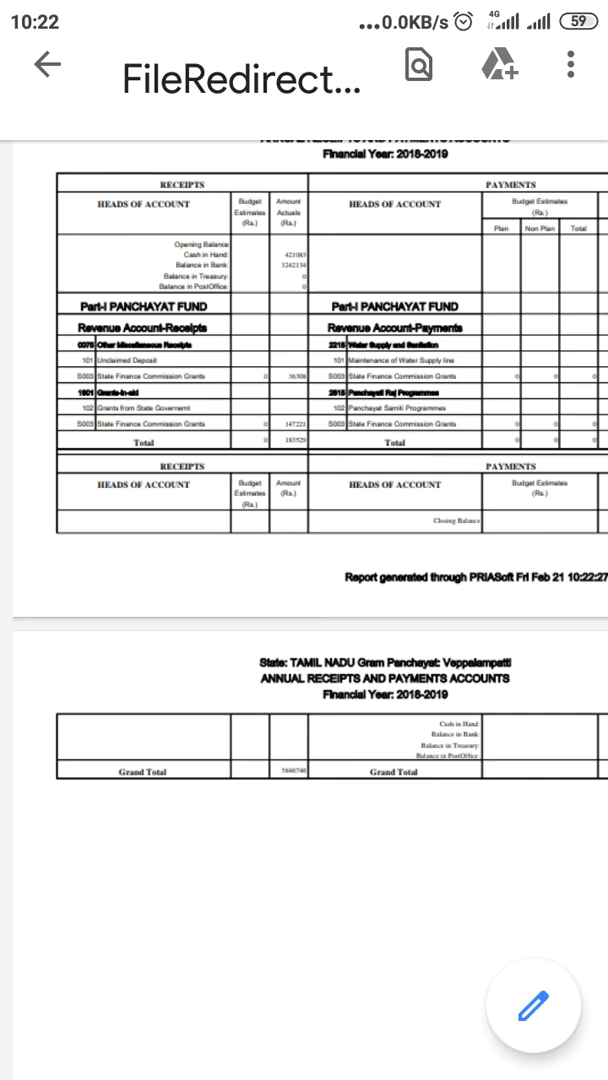 10:22 ...0.0KB/s 4G 59
FileRedirect...
Financial Year: 2018-2019
RECEIPTS PAYMENTS
HEADS OF ACCOUNT Budget Estimates (Rs.) Amount Actuals (Rs.) HEADS OF ACCOUNT Budget Estimates (Rs.)
Plan Non Plan Total
Opening Balance
Cash in Hand: 421083
Balance in Bank: 3242134
Balance in Treasury: 0
Balance in PostOffice: 0
Part-I PANCHAYAT FUND Part-I PANCHAYAT FUND
Revenue Account-Receipts Revenue Account-Payments
0075 Other Miscellaneous Receipts 2215 Water Supply and Sanitation
101 Unclaimed Deposit 101 Maintenance of Water Supply line
S003 State Finance Commission Grants 0 36308 S003 State Finance Commission Grants 0 0 0
1601 Grants-in-aid 2515 Panchayati Raj Programmes
102 Grants from State Governemt 102 Panchayat Samiti Programmes
S003 State Finance Commission Grants 0 147221 S003 State Finance Commission Grants 0 0 0
Total 0 183529 Total 0 0 0
RECEIPTS PAYMENTS
HEADS OF ACCOUNT Budget Estimates (Rs.) Amount (Rs.) HEADS OF ACCOUNT Budget Estimates (Rs.)
Closing Balance
Report generated through PRIASoft Fri Feb 21 10:22:27
State: TAMIL NADU Gram Panchayat: Veppalampatti
ANNUAL RECEIPTS AND PAYMENTS ACCOUNTS
Financial Year: 2018-2019
Cash in Hand:
Balance in Bank:
Balance in Treasury:
Balance in PostOffice:
Grand Total 3846746 Grand Total